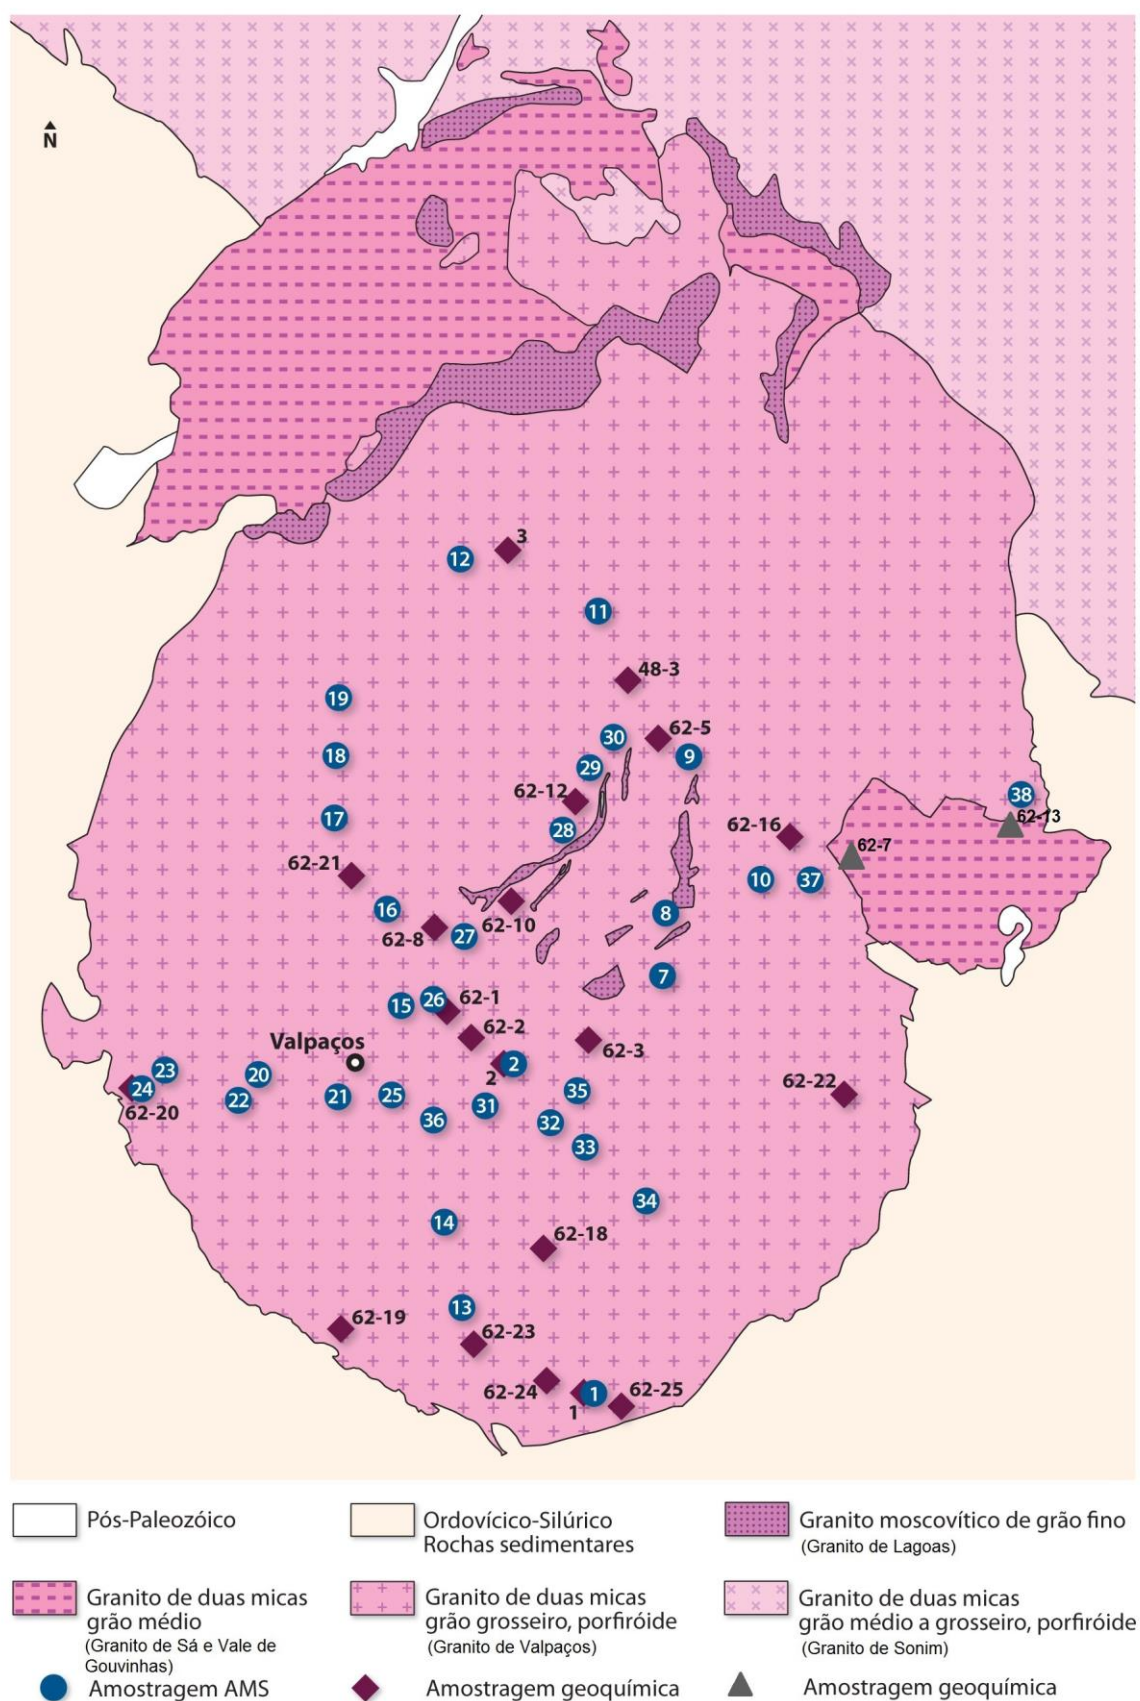 N
3
12
11
48-3
19
30
62-5
18
9
29
62-12
38
17
28
62-16
62-13
62-7
62-21
10
37
16
62-10
8
62-8
27
7
15
26
62-1
62-2
Valpaços
62-3
2
2
23
20
24
62-20
22
21
25
35
62-22
31
36
32
33
34
14
62-18
13
62-19
62-23
62-24
1
1
62-25
Pós-Paleozóico
Ordovícico-Silúrico
Rochas sedimentares
Granito moscovítico de grão fino
(Granito de Lagoas)
Granito de duas micas
grão médio
(Granito de Sá e Vale de
Gouvinhas)
Granito de duas micas
grão grosseiro, porfiróide
(Granito de Valpaços)
Granito de duas micas
grão médio a grosseiro, porfiróide
(Granito de Sonim)
Amostragem AMS
Amostragem geoquímica
Amostragem geoquímica